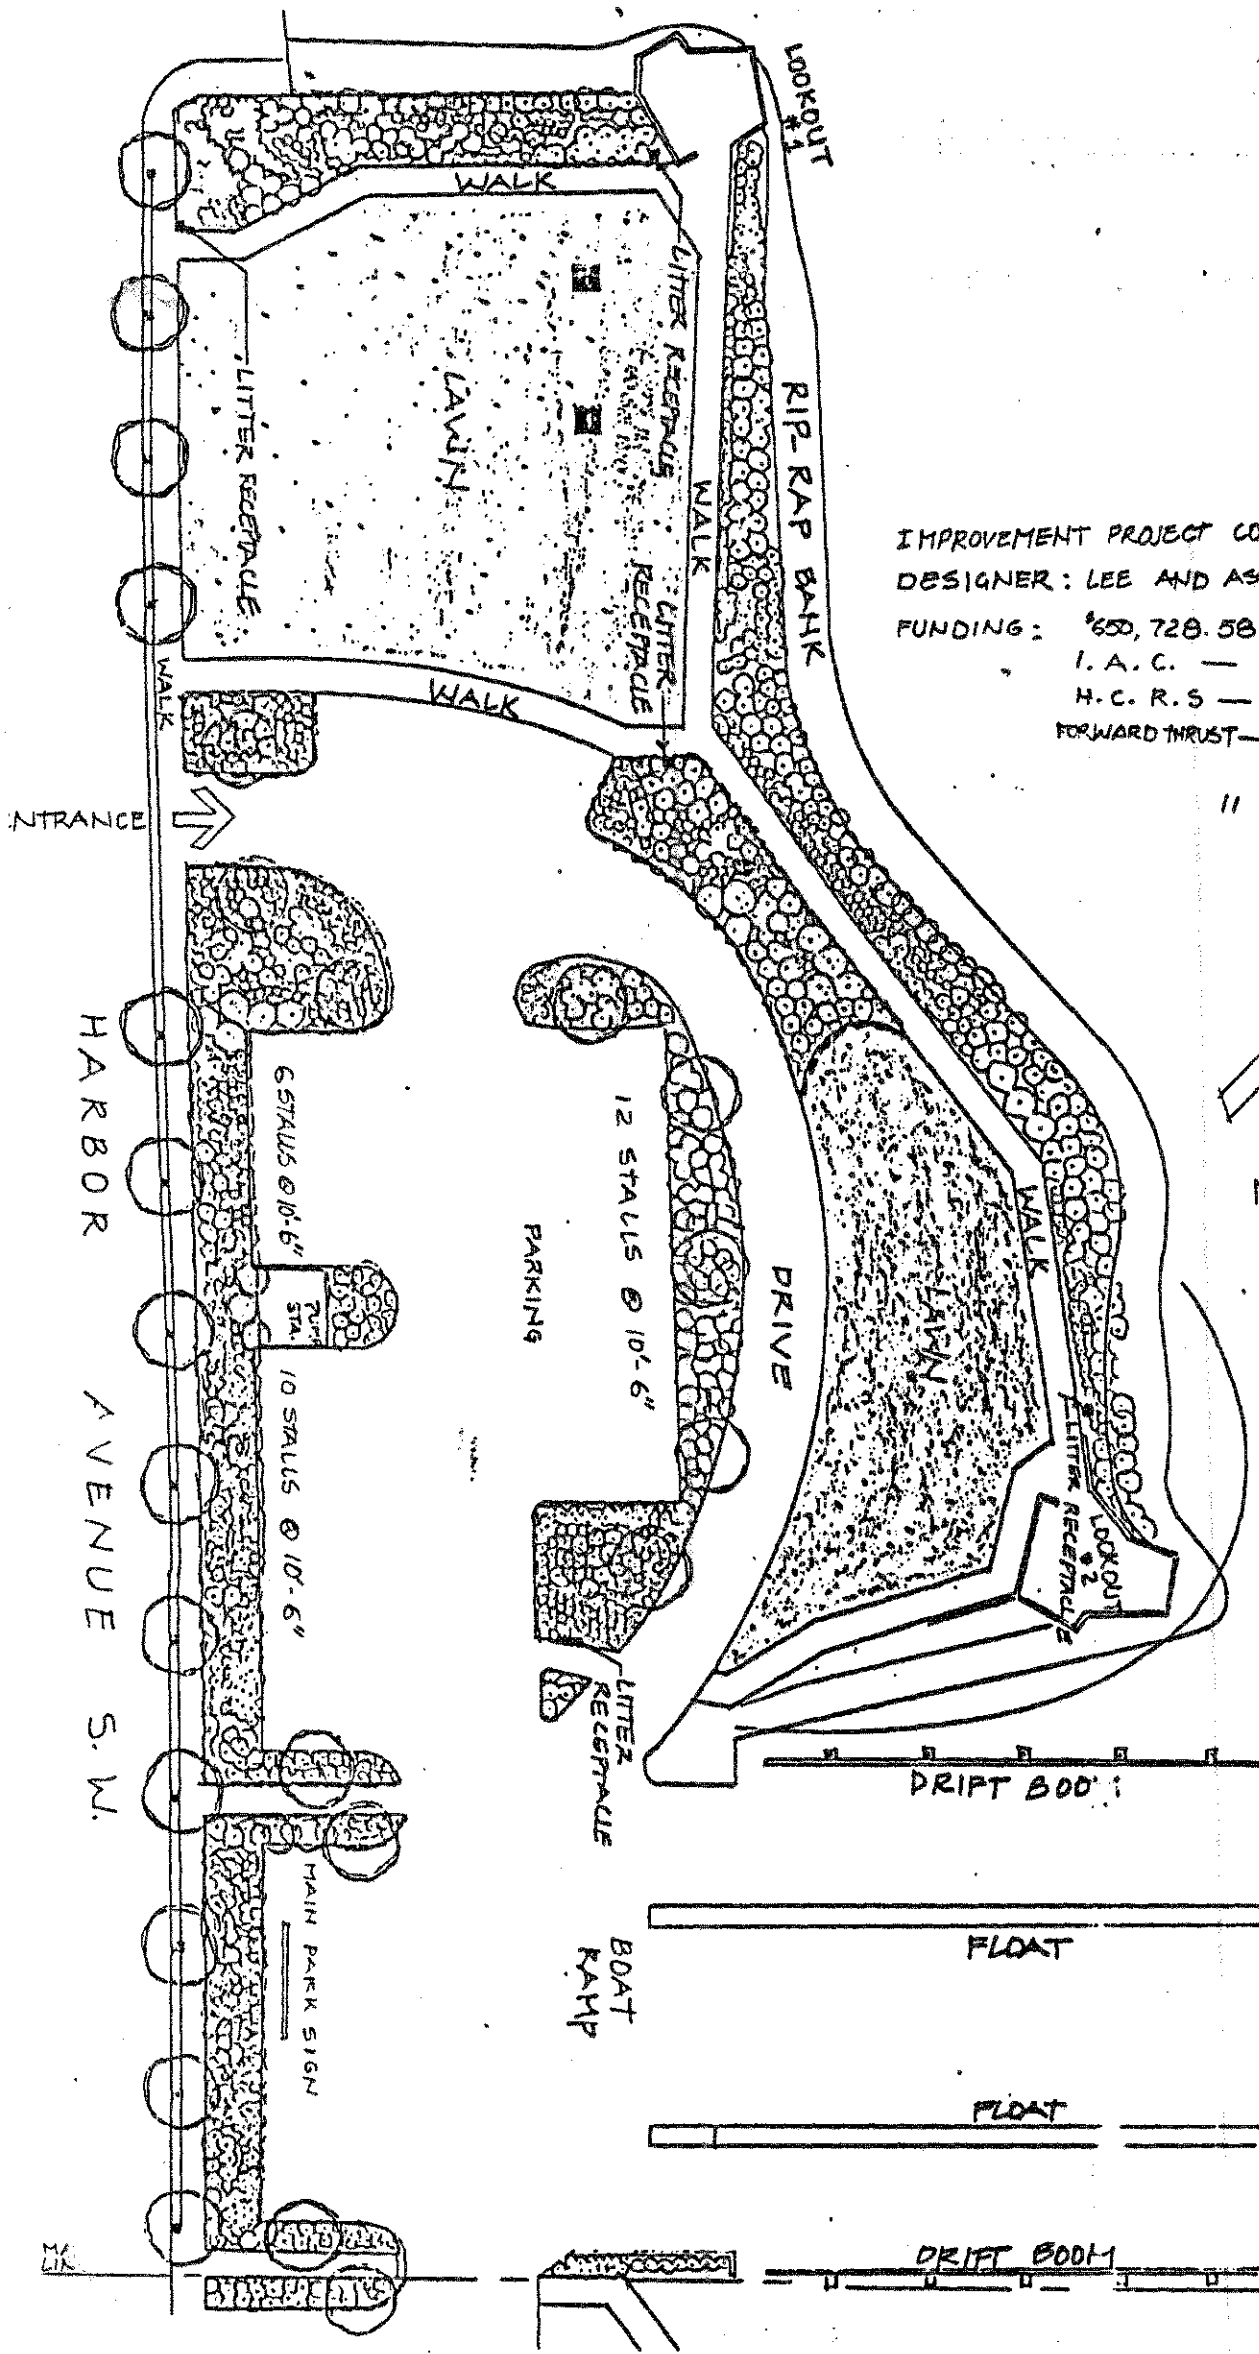 LOOKOUT
#1
WALK
LITTER RECEPTACLE
LAWN
LITTER RECEPTACLE
LITTER
RECEPTACLE
WALK
RIP-RAP BANK
IMPROVEMENT PROJECT CO
DESIGNER: LEE AND AS
FUNDING: $650,728.58
I. A. C. —
H. C. R. S —
FORWARD THRUST—
"
WALK
WALK
ENTRANCE
HARBOR AVENUE S.W.
6 STALLS @ 10'-6"
PUMP
STA.
10 STALLS @ 10'-6"
PARKING
12 STALLS @ 10'-6"
DRIVE
LAWN
WALK
LITTER RECEPTACLE
LOOKOUT
#2
LITTER
RECEPTACLE
DRIFT BOO
MAIN PARK SIGN
BOAT
RAMP
FLOAT
FLOAT
DRIFT BOOM